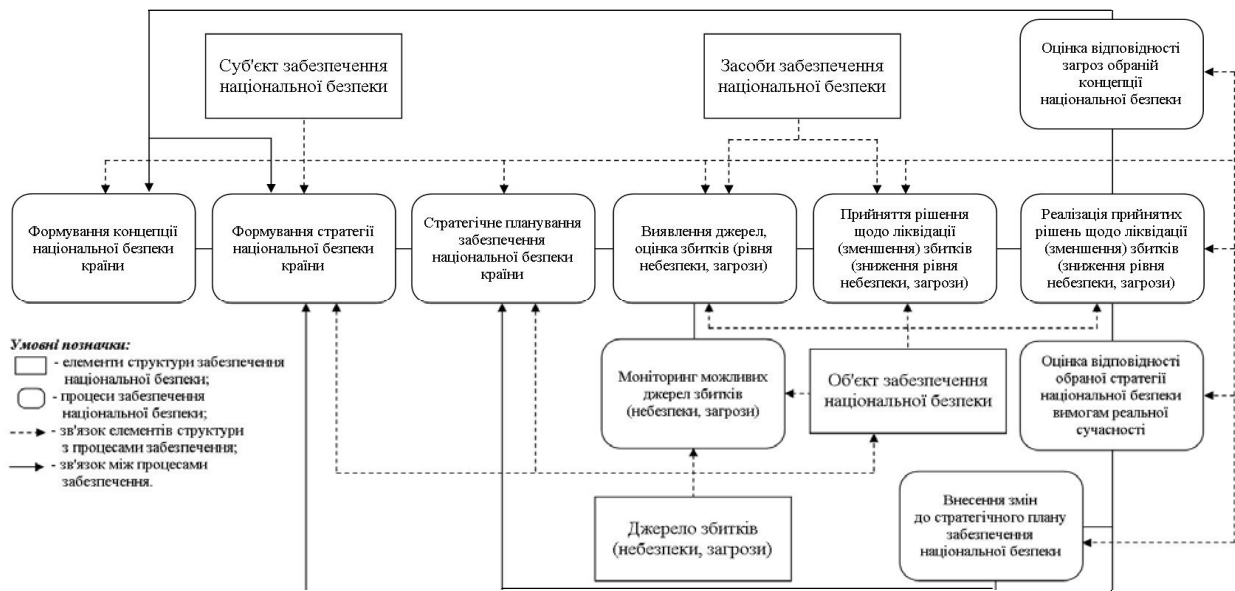 Суб'єкт забезпечення
національної безпеки
Засоби забезпечення
національної безпеки
Оцінка відповідності
загроз обраній
концепції
національної безпеки
Формування концепції
національної безпеки
країни
Формування стратегії
національної безпеки
країни
Стратегічне планування
забезпечення
національної безпеки
країни
Виявлення джерел,
оцінка збитків (рівня
небезпеки, загрози)
Прийняття рішення
щодо ліквідації
(зменшення) збитків
(зниження рівня
небезпеки, загрози)
Реалізація прийнятих
рішень щодо ліквідації
(зменшення) збитків
(зниження рівня
небезпеки, загрози)
Умовні позначки:
- елементи структури забезпечення
національної безпеки;
- процеси забезпечення
національної безпеки;
- зв'язок елементів структури
з процесами забезпечення;
- зв'язок між процесами
забезпечення.
Моніторинг можливих
джерел збитків
(небезпеки, загрози)
Об'єкт забезпечення
національної безпеки
Оцінка відповідності
обраної стратегії
національної безпеки
вимогам реальної
сучасності
Джерело збитків
(небезпеки, загрози)
Внесення змін
до стратегічного плану
забезпечення
національної безпеки